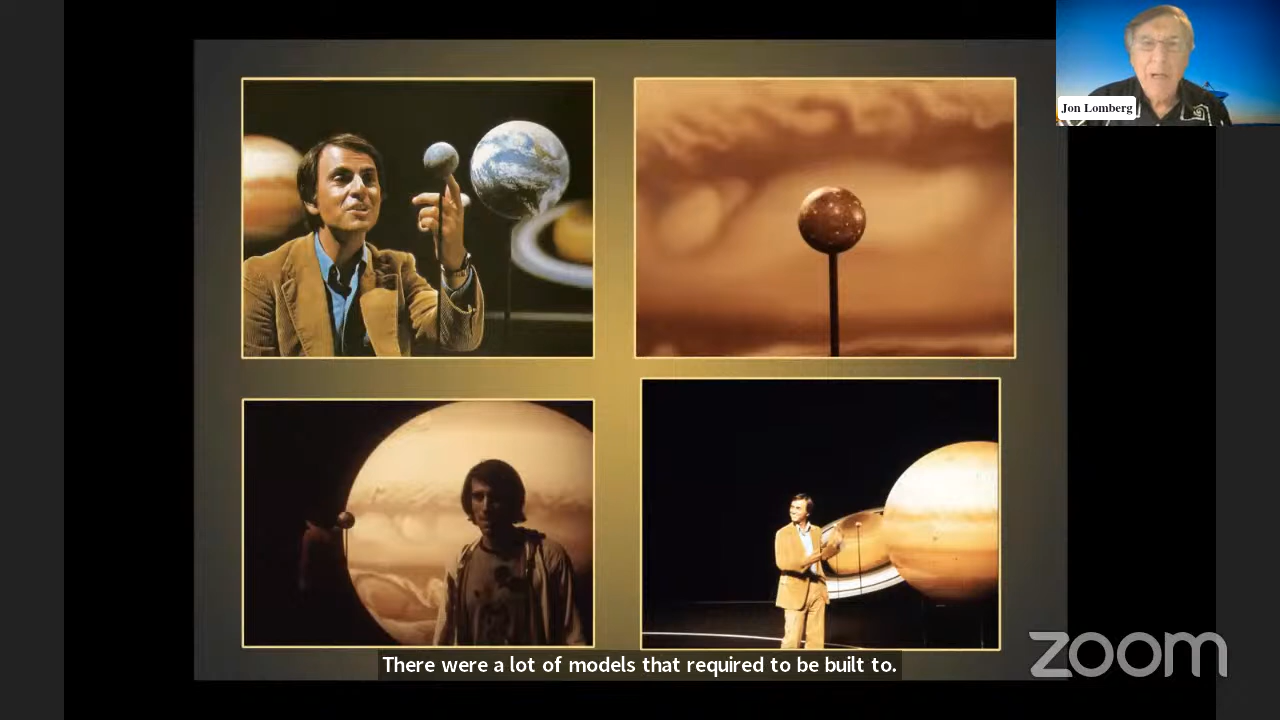 Jon Lomberg
There were a lot of models that required to be built to.
zoom